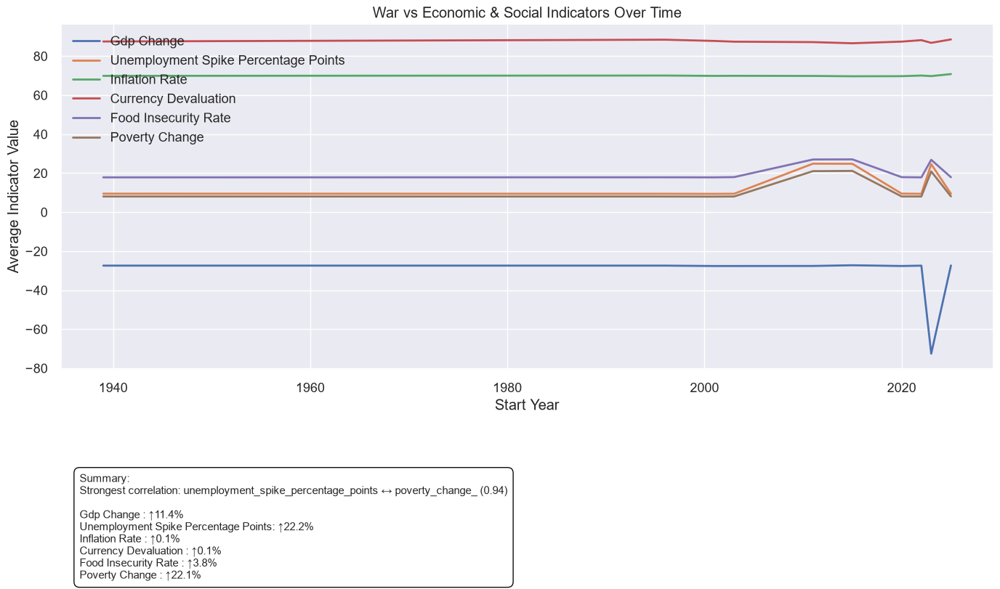 War vs Economic & Social Indicators Over Time
Gdp Change
Unemployment Spike Percentage Points
Inflation Rate
Currency Devaluation
Food Insecurity Rate
Poverty Change
Average Indicator Value
80
60
40
20
0
−20
−40
−60
−80
1940 1960 1980 2000 2020
Start Year
Summary:
Strongest correlation: unemployment_spike_percentage_points ↔ poverty_change_ (0.94)
Gdp Change : ↑11.4%
Unemployment Spike Percentage Points: ↑22.2%
Inflation Rate : ↑0.1%
Currency Devaluation : ↑0.1%
Food Insecurity Rate : ↑3.8%
Poverty Change : ↑22.1%